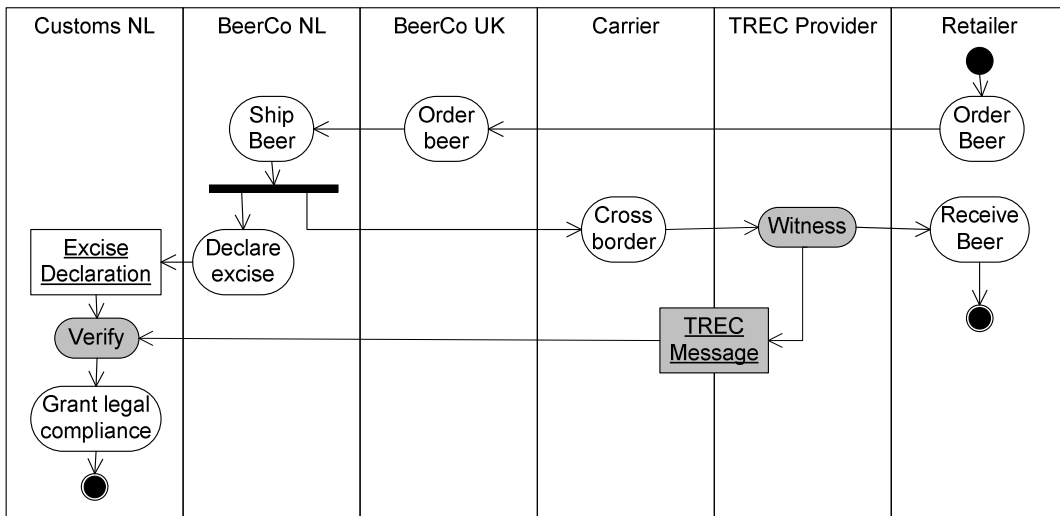 Customs NL
BeerCo NL
BeerCo UK
Carrier
TREC Provider
Retailer
Ship
Beer
Order
beer
Order
Beer
Excise
Declaration
Declare
excise
Cross
border
Witness
Receive
Beer
Verify
TREC
Message
Grant legal
compliance